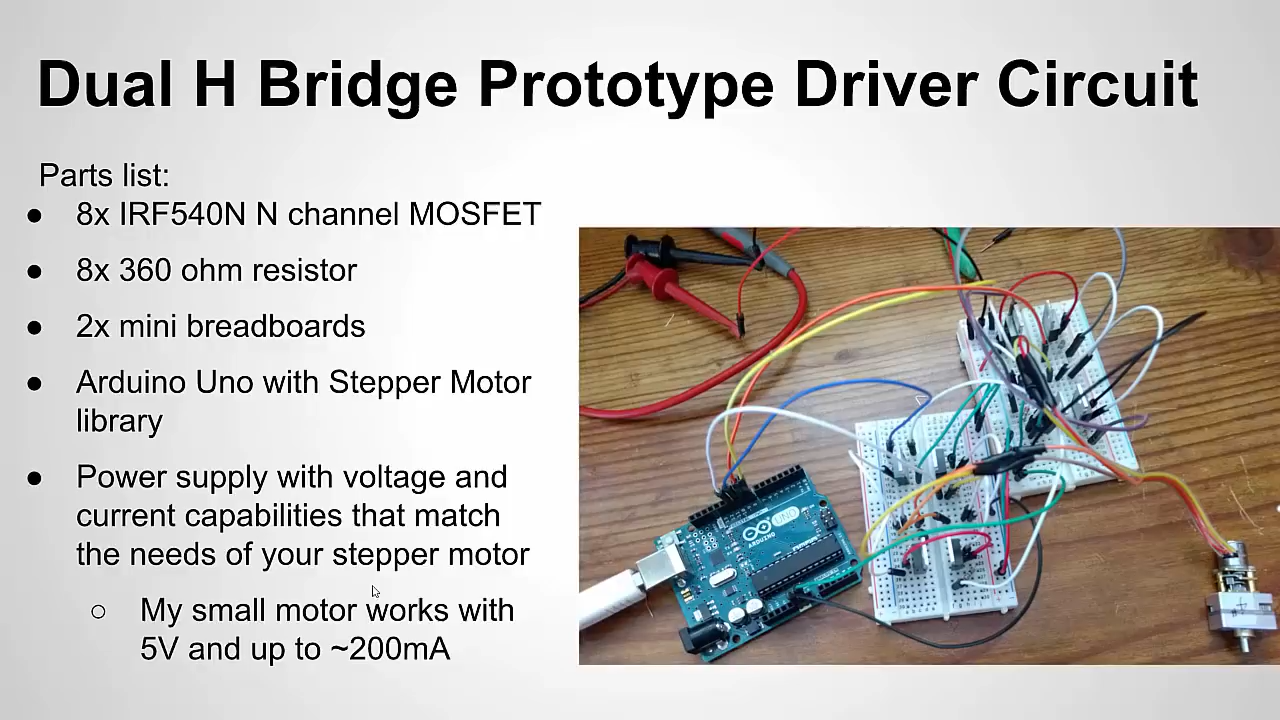 Dual H Bridge Prototype Driver Circuit
Parts list:
● 8x IRF540N N channel MOSFET
● 8x 360 ohm resistor
● 2x mini breadboards
● Arduino Uno with Stepper Motor
library
● Power supply with voltage and
current capabilities that match
the needs of your stepper motor
○ My small motor works with
5V and up to ~200mA
UNO
ARDUINO